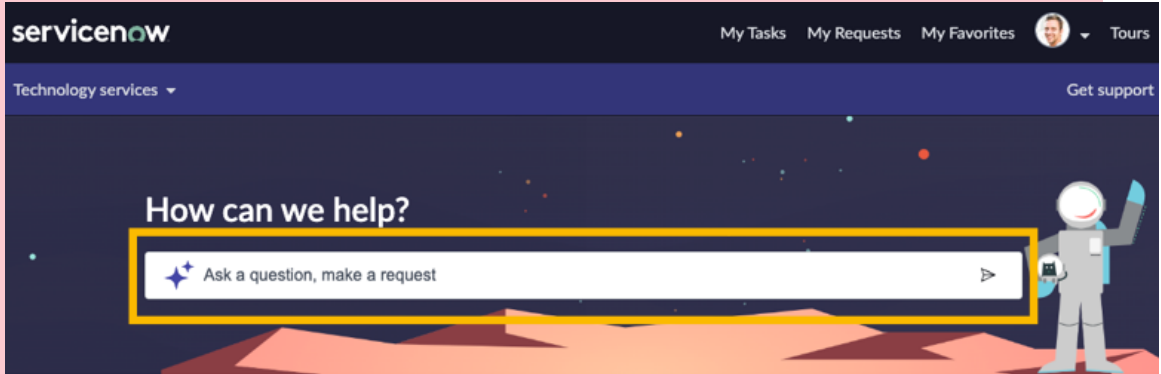 servicenow
My Tasks My Requests My Favorites Tours
Technology services Get support
How can we help?
Ask a question, make a request